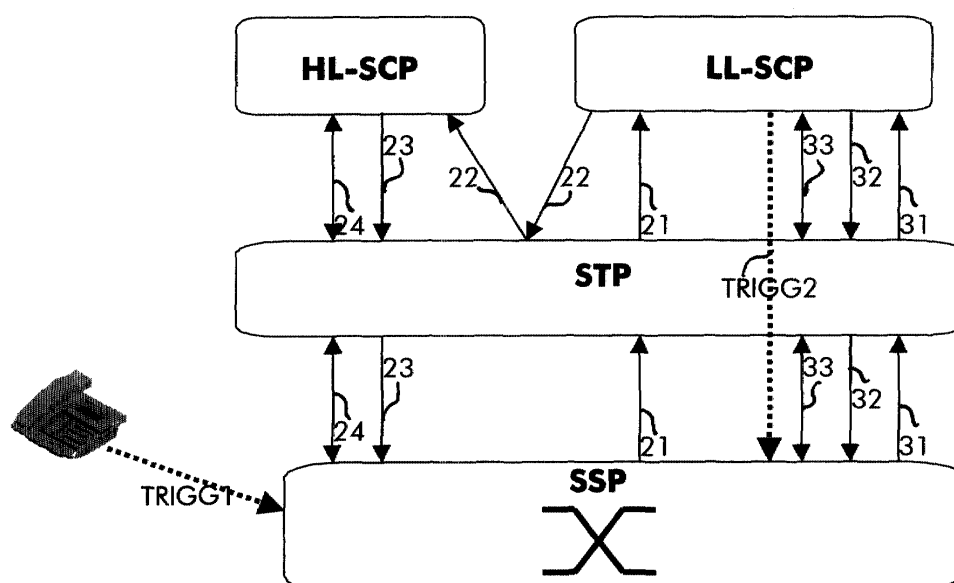 HL-SCP LL-SCP
23 22 22 33 32
24 21 31
STP
TRIGG2
23 33 32
24 21 31
SSP
TRIGG1